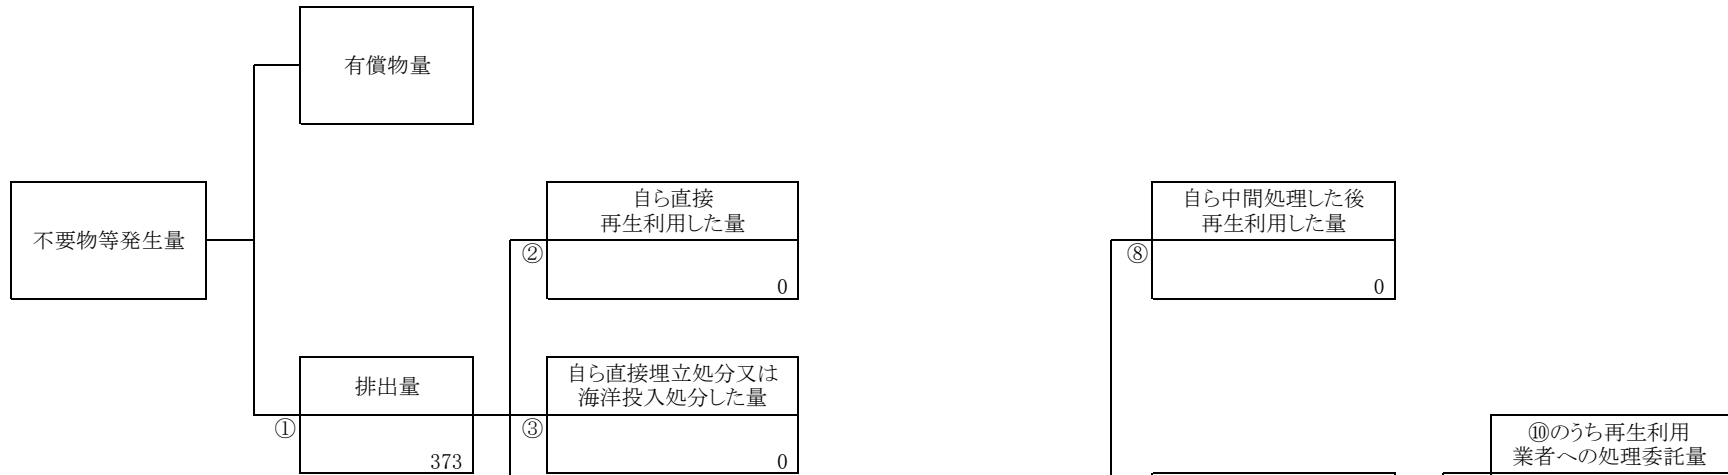 有償物量
不要物等発生量
自ら直接
再生利用した量
②
0
自ら中間処理した後
再生利用した量
⑧
0
排出量
①
373
自ら直接埋立処分又は
海洋投入処分した量
③
0
⑩のうち再生利用
業者への処理委託量